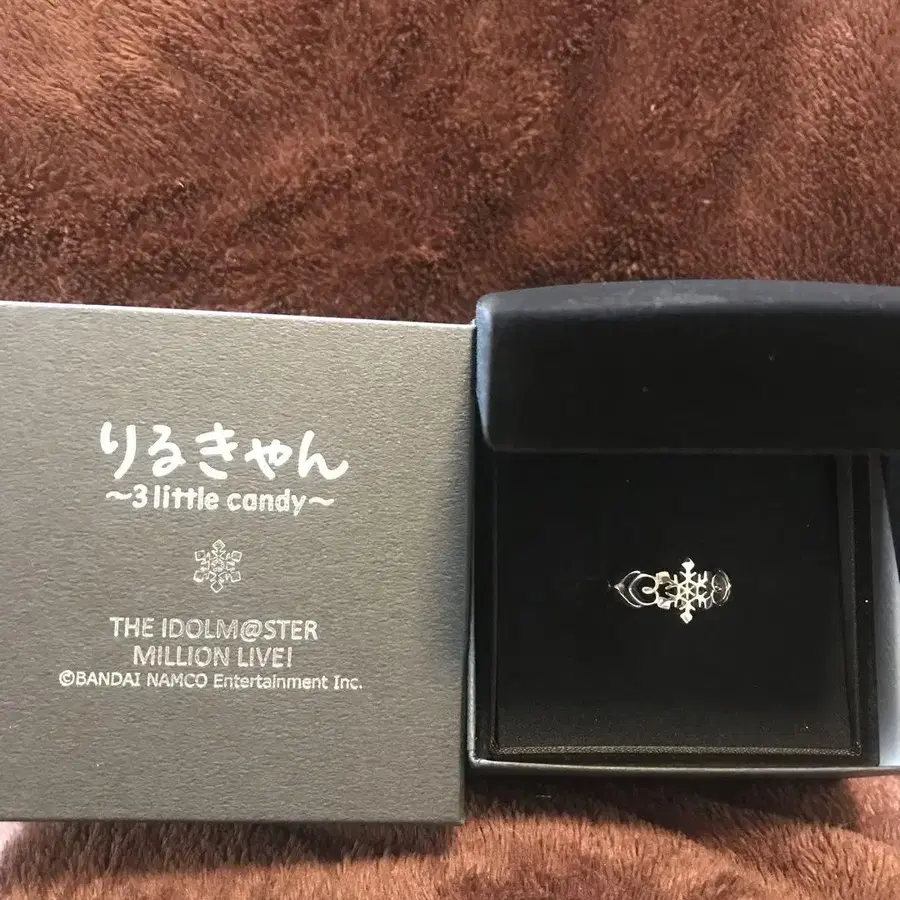 りるきゃん
～3 little candy～
THE IDOLM@STER
MILLION LIVE!
©BANDAI NAMCO Entertainment Inc.